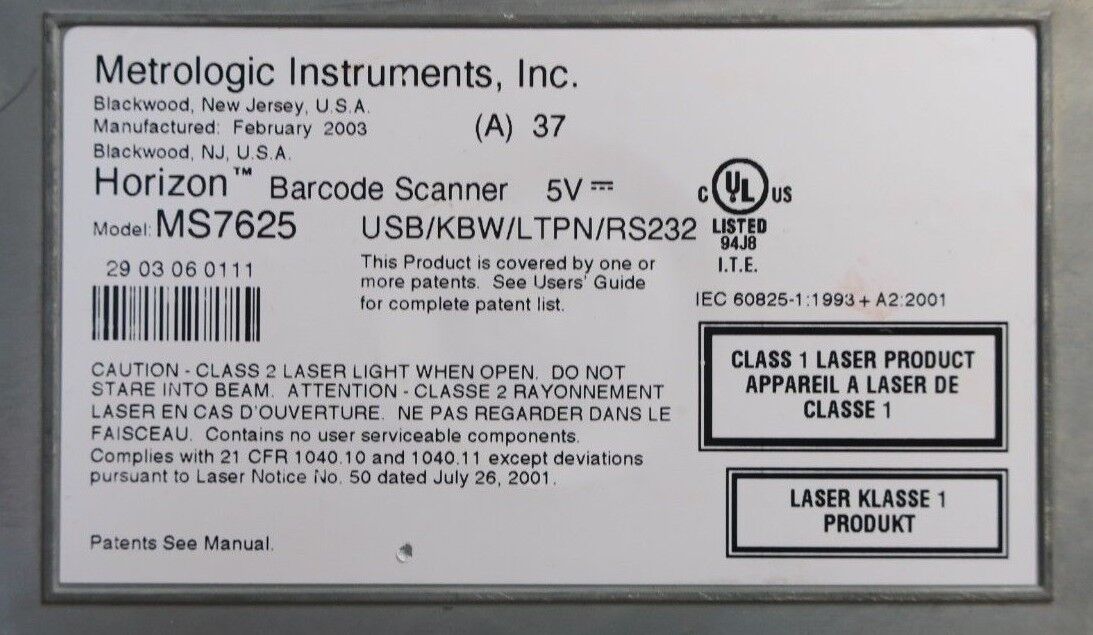 Metrologic Instruments, Inc.
Blackwood, New Jersey, U.S.A.
Manufactured: February 2003 (A) 37
Blackwood, NJ, U.S.A.
Horizon™ Barcode Scanner 5V ⎓
Model: MS7625 USB/KBW/LTPN/RS232
29 03 06 0111
This Product is covered by one or
more patents. See Users' Guide
for complete patent list.
C UL US
LISTED
94J8
I.T.E.
IEC 60825-1:1993 + A2:2001
CAUTION - CLASS 2 LASER LIGHT WHEN OPEN. DO NOT
STARE INTO BEAM. ATTENTION - CLASSE 2 RAYONNEMENT
LASER EN CAS D'OUVERTURE. NE PAS REGARDER DANS LE
FAISCEAU. Contains no user serviceable components.
Complies with 21 CFR 1040.10 and 1040.11 except deviations
pursuant to Laser Notice No. 50 dated July 26, 2001.
Patents See Manual.
CLASS 1 LASER PRODUCT
APPAREIL A LASER DE
CLASSE 1
LASER KLASSE 1
PRODUKT